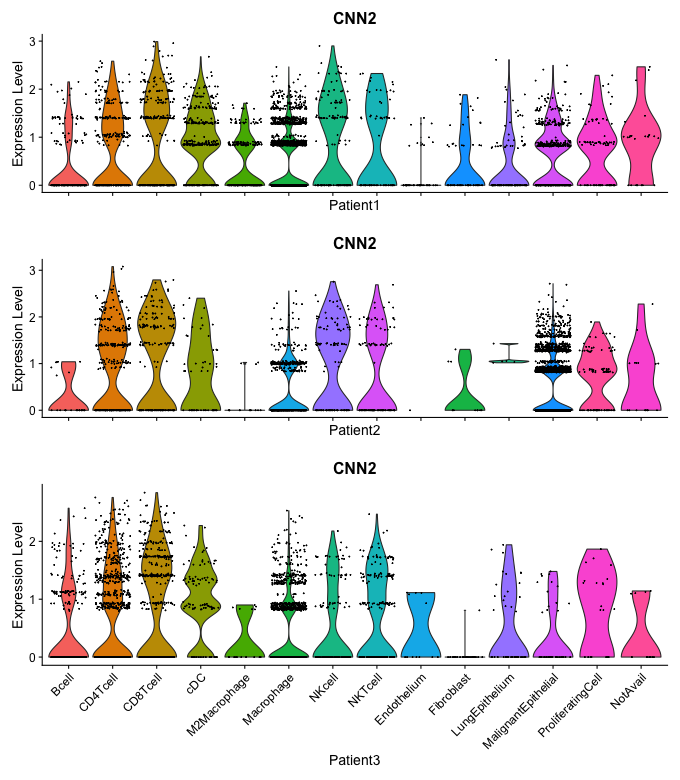 CNN2
Expression Level
3
2
1
0
Patient1
CNN2
Expression Level
3
2
1
0
Patient2
CNN2
Expression Level
2
1
0
Bcell
CD4Tcell
CD8Tcell
cDC
M2Macrophage
Macrophage
NKcell
NKTcell
Endothelium
Fibroblast
LungEpithelium
MalignantEpithelial
ProliferatingCell
NotAvail
Patient3